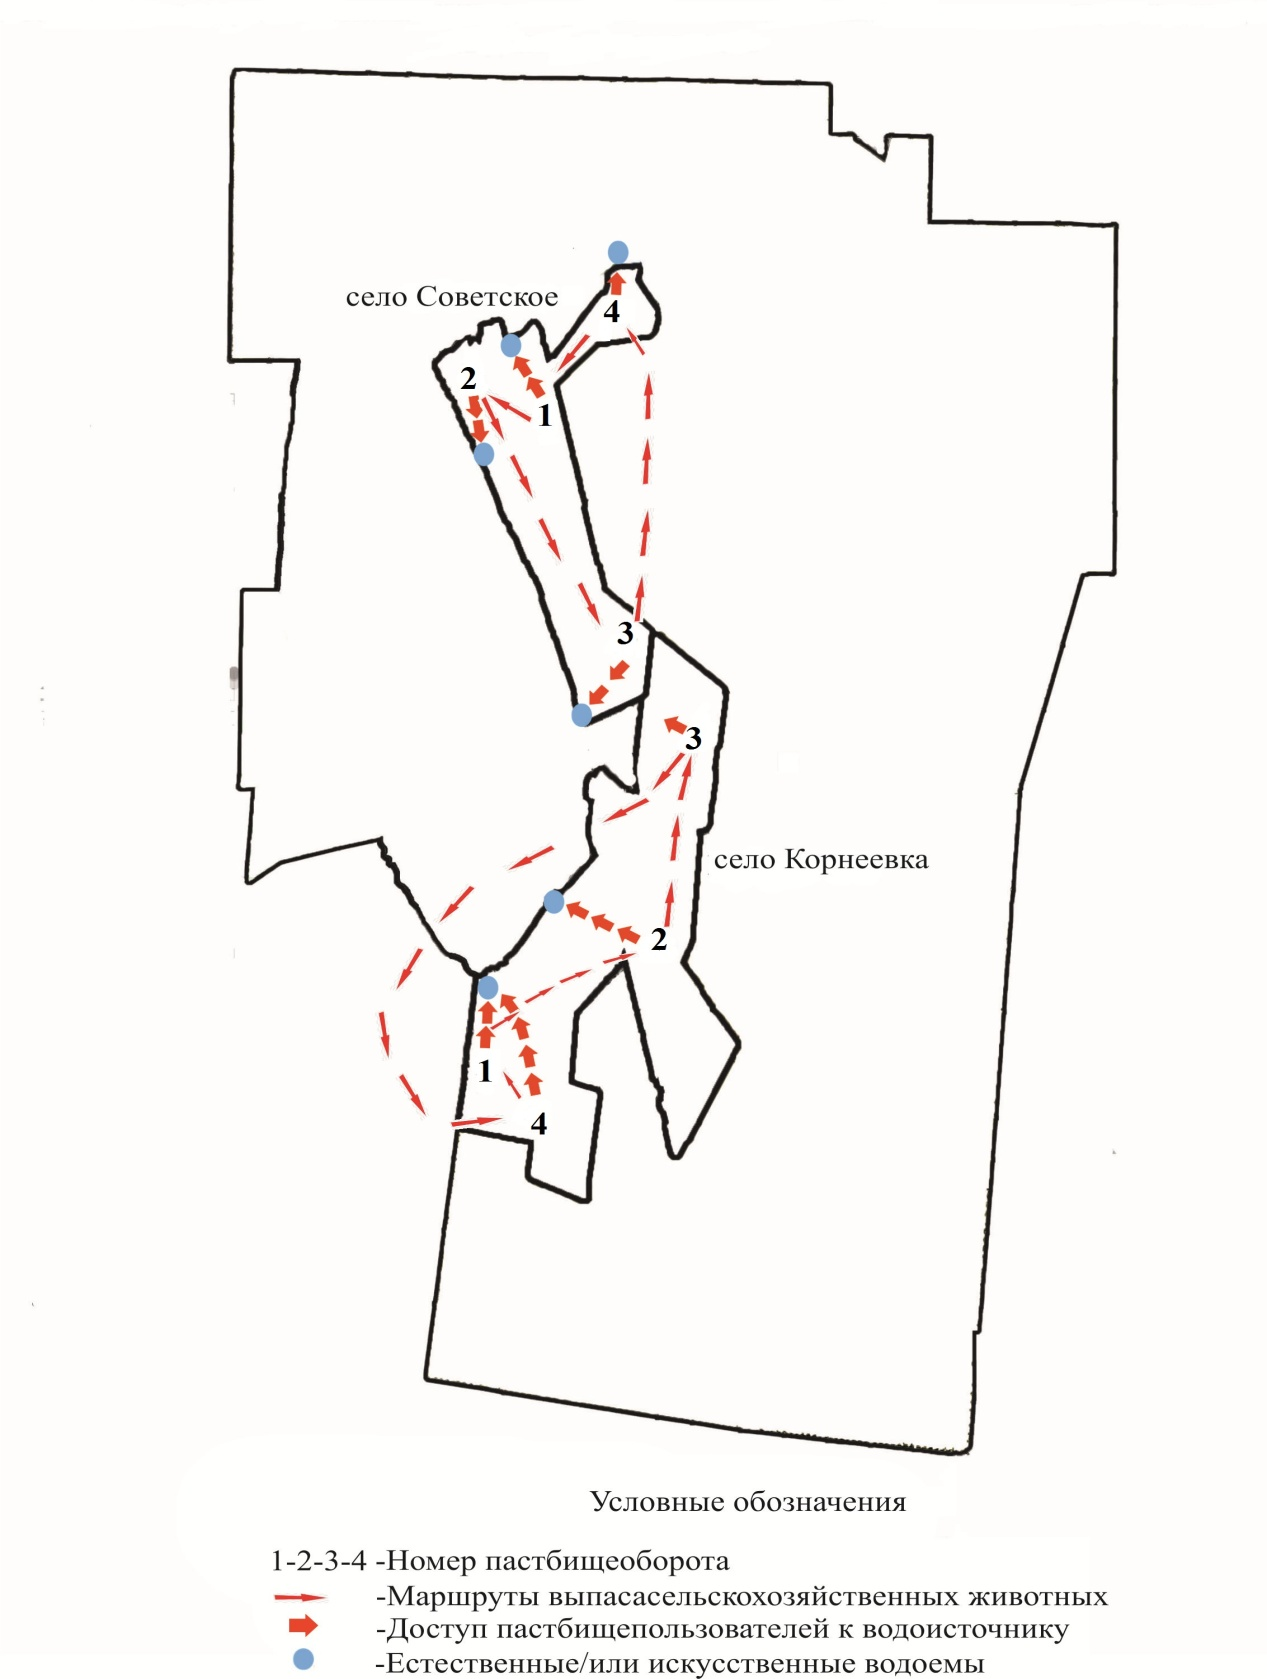 село Советское
4
2
1
3
3
село Корнеевка
2
1
4
Условные обозначения
1-2-3-4 -Номер пастбищеоборота
-Маршруты выпасасельскохозяйственных животных
-Доступ пастбищепользователей к водоисточнику
-Естественные/или искусственные водоемы